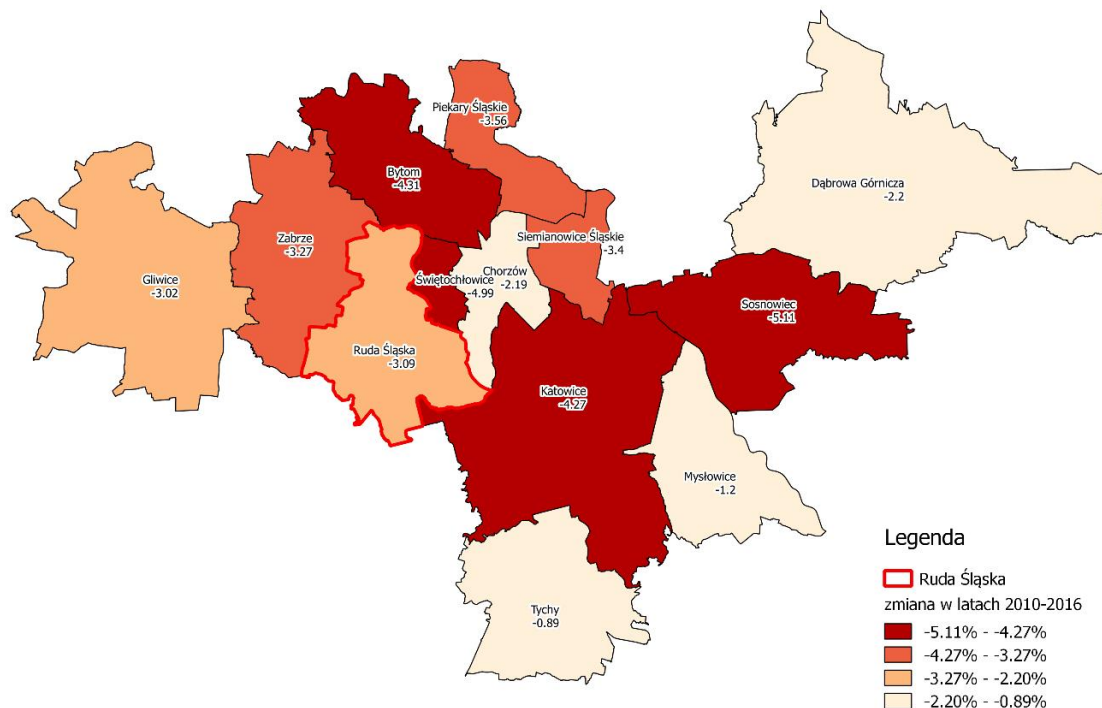 Piekary Śląskie
-3.56
Bytom
-4.31
Dąbrowa Górnicza
-2.2
Zabrze
-3.27
Siemianowice Śląskie
-3.4
Gliwice
-3.02
Świętochłowice
-4.99
Chorzów
-2.19
Sosnowiec
-5.11
Ruda Śląska
-3.09
Katowice
-4.27
Mysłowice
-1.2
Tychy
-0.89
Legenda
Ruda Śląska
zmiana w latach 2010-2016
-5.11% - -4.27%
-4.27% - -3.27%
-3.27% - -2.20%
-2.20% - -0.89%